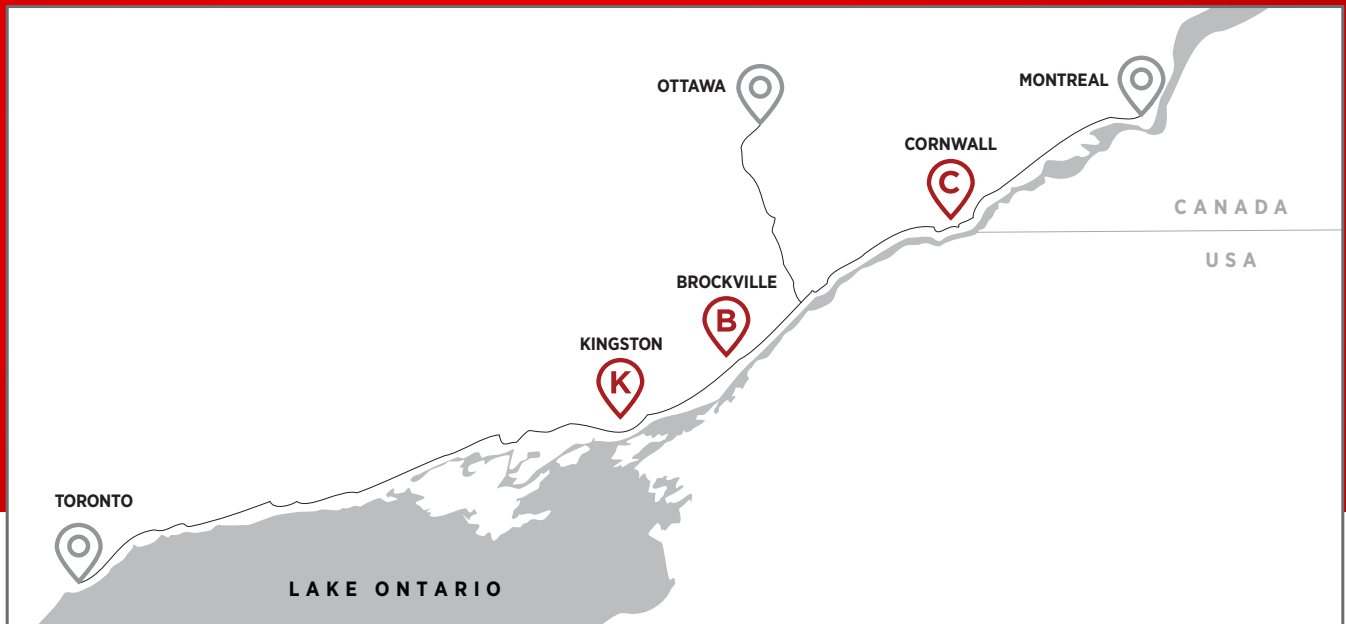 OTTAWA
MONTREAL
CORNWALL
C
CANADA
USA
BROCKVILLE
B
KINGSTON
K
TORONTO
LAKE ONTARIO